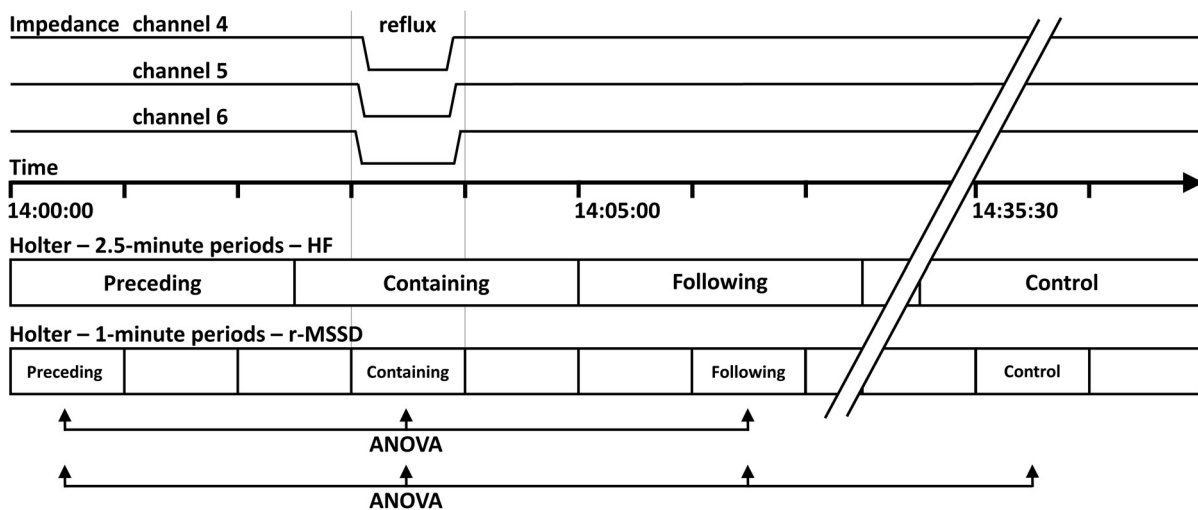 Impedance channel 4
reflux
channel 5
channel 6
Time
14:00:00 14:05:00 14:35:30
Holter – 2.5-minute periods – HF
Preceding Containing Following Control
Holter – 1-minute periods – r-MSSD
Preceding Containing Following Control
ANOVA
ANOVA